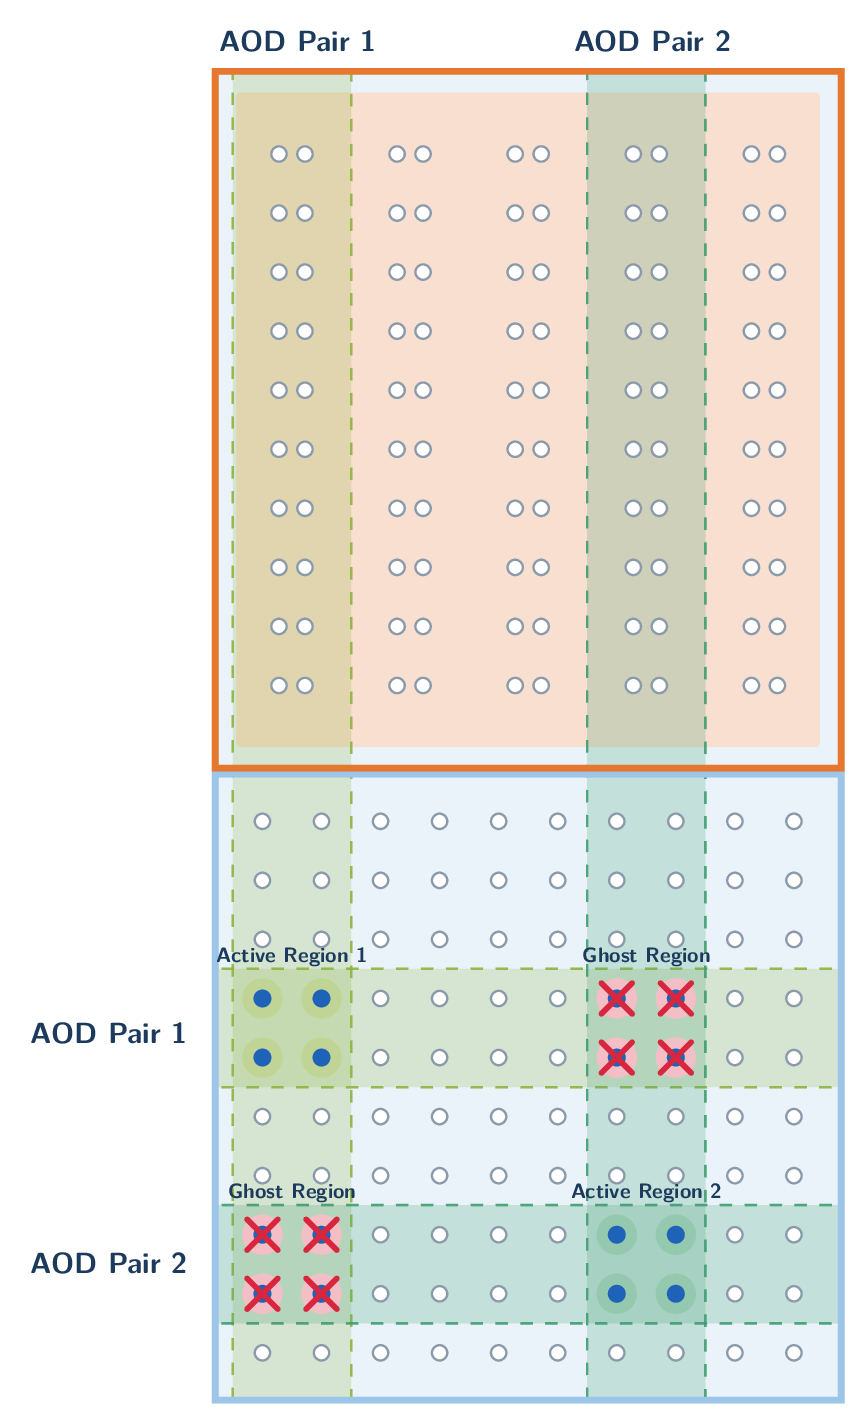 AOD Pair 1
AOD Pair 2
Active Region 1
Ghost Region
AOD Pair 1
Ghost Region
Active Region 2
AOD Pair 2